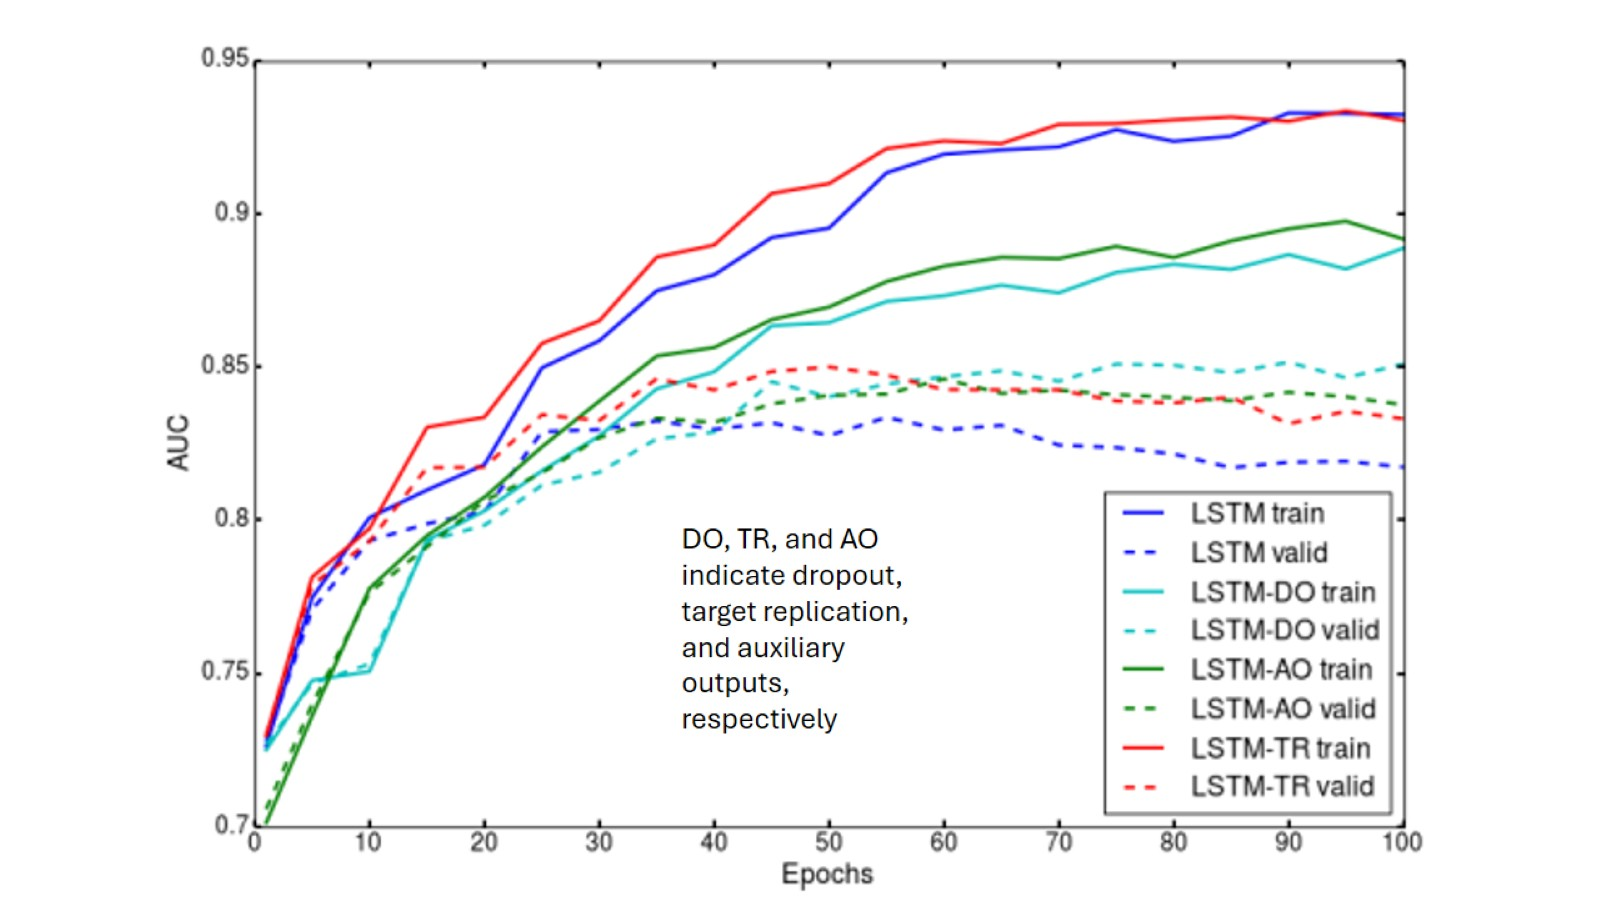 0.95
0.9
0.85
0.8
0.75
0.7
AUC
0 10 20 30 40 50 60 70 80 90 100
Epochs
DO, TR, and AO
indicate dropout,
target replication,
and auxiliary
outputs,
respectively
LSTM train
LSTM valid
LSTM-DO train
LSTM-DO valid
LSTM-AO train
LSTM-AO valid
LSTM-TR train
LSTM-TR valid